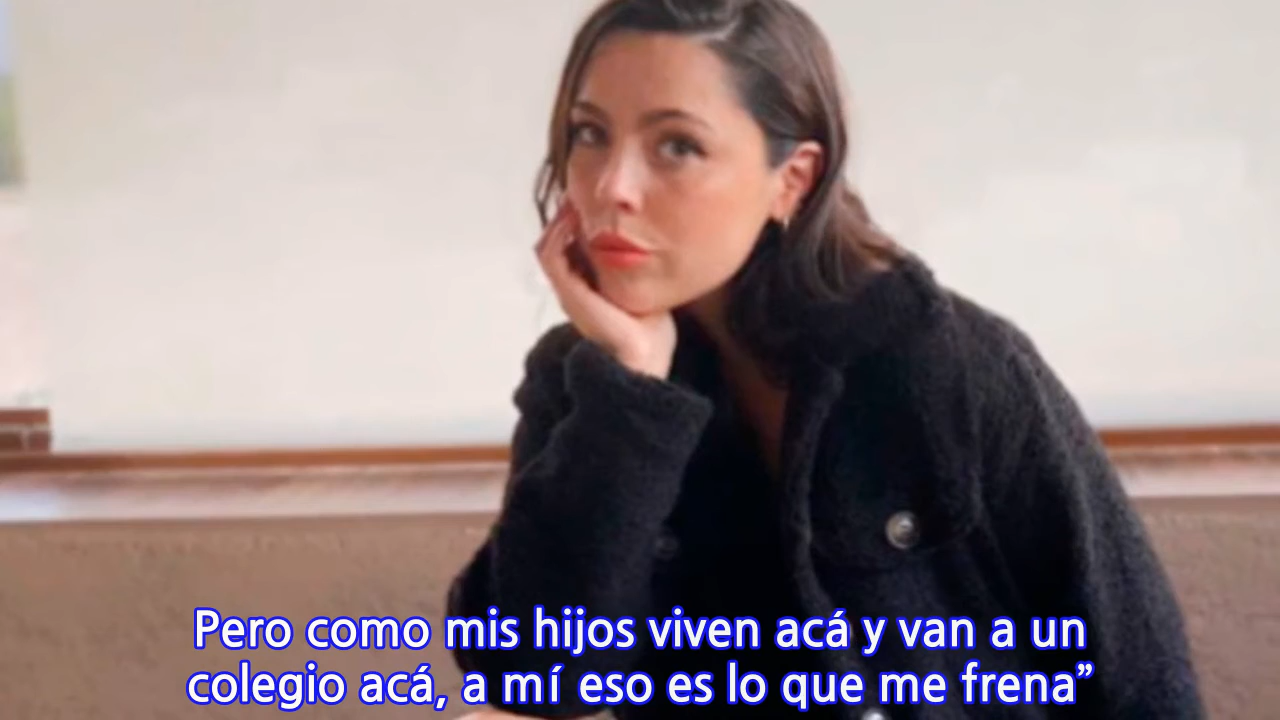 Pero como mis hijos viven acá y van a un
colegio acá, a mí eso es lo que me frena”